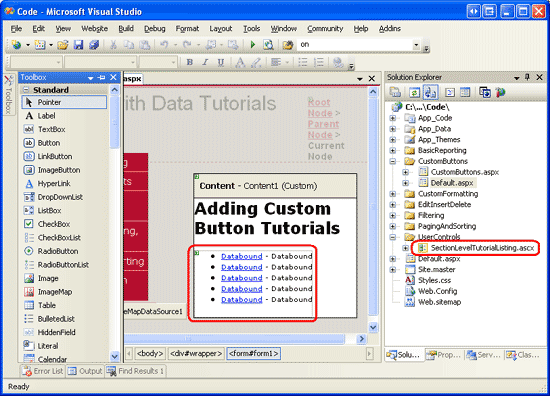 Code - Microsoft Visual Studio
File Edit View Website Build Debug Format Layout Tools Window Community Help Addins
on
Toolbox
Toolbox
Standard
Pointer
Label
TextBox
Button
LinkButton
ImageButton
HyperLink
DropDownList
ListBox
CheckBox
CheckBoxList
RadioButton
RadioButtonList
Image
ImageMap
Table
BulletedList
HiddenField
Literal
Calendar
aspx
ith Data Tutorials
Root
Node >
Parent
Node >
Current
Node
Content - Content1 (Custom)
Adding Custom
Button Tutorials
Databound - Databound
Databound - Databound
Databound - Databound
Databound - Databound
Databound - Databound
eMapDataSource1
<body> <div#wrapper> <form#form1>
Solution Explorer
C:\...\Code\
App_Code
App_Data
App_Themes
BasicReporting
CustomButtons
CustomButtons.aspx
Default.aspx
CustomFormatting
EditInsertDelete
Filtering
PagingAndSorting
UserControls
SectionLevelTutorialListing.ascx
Default.aspx
Site.master
Styles.css
Web.Config
Web.sitemap
Solu... Prop... Serv... Clas...
Error List Output Find Results 1
Ready